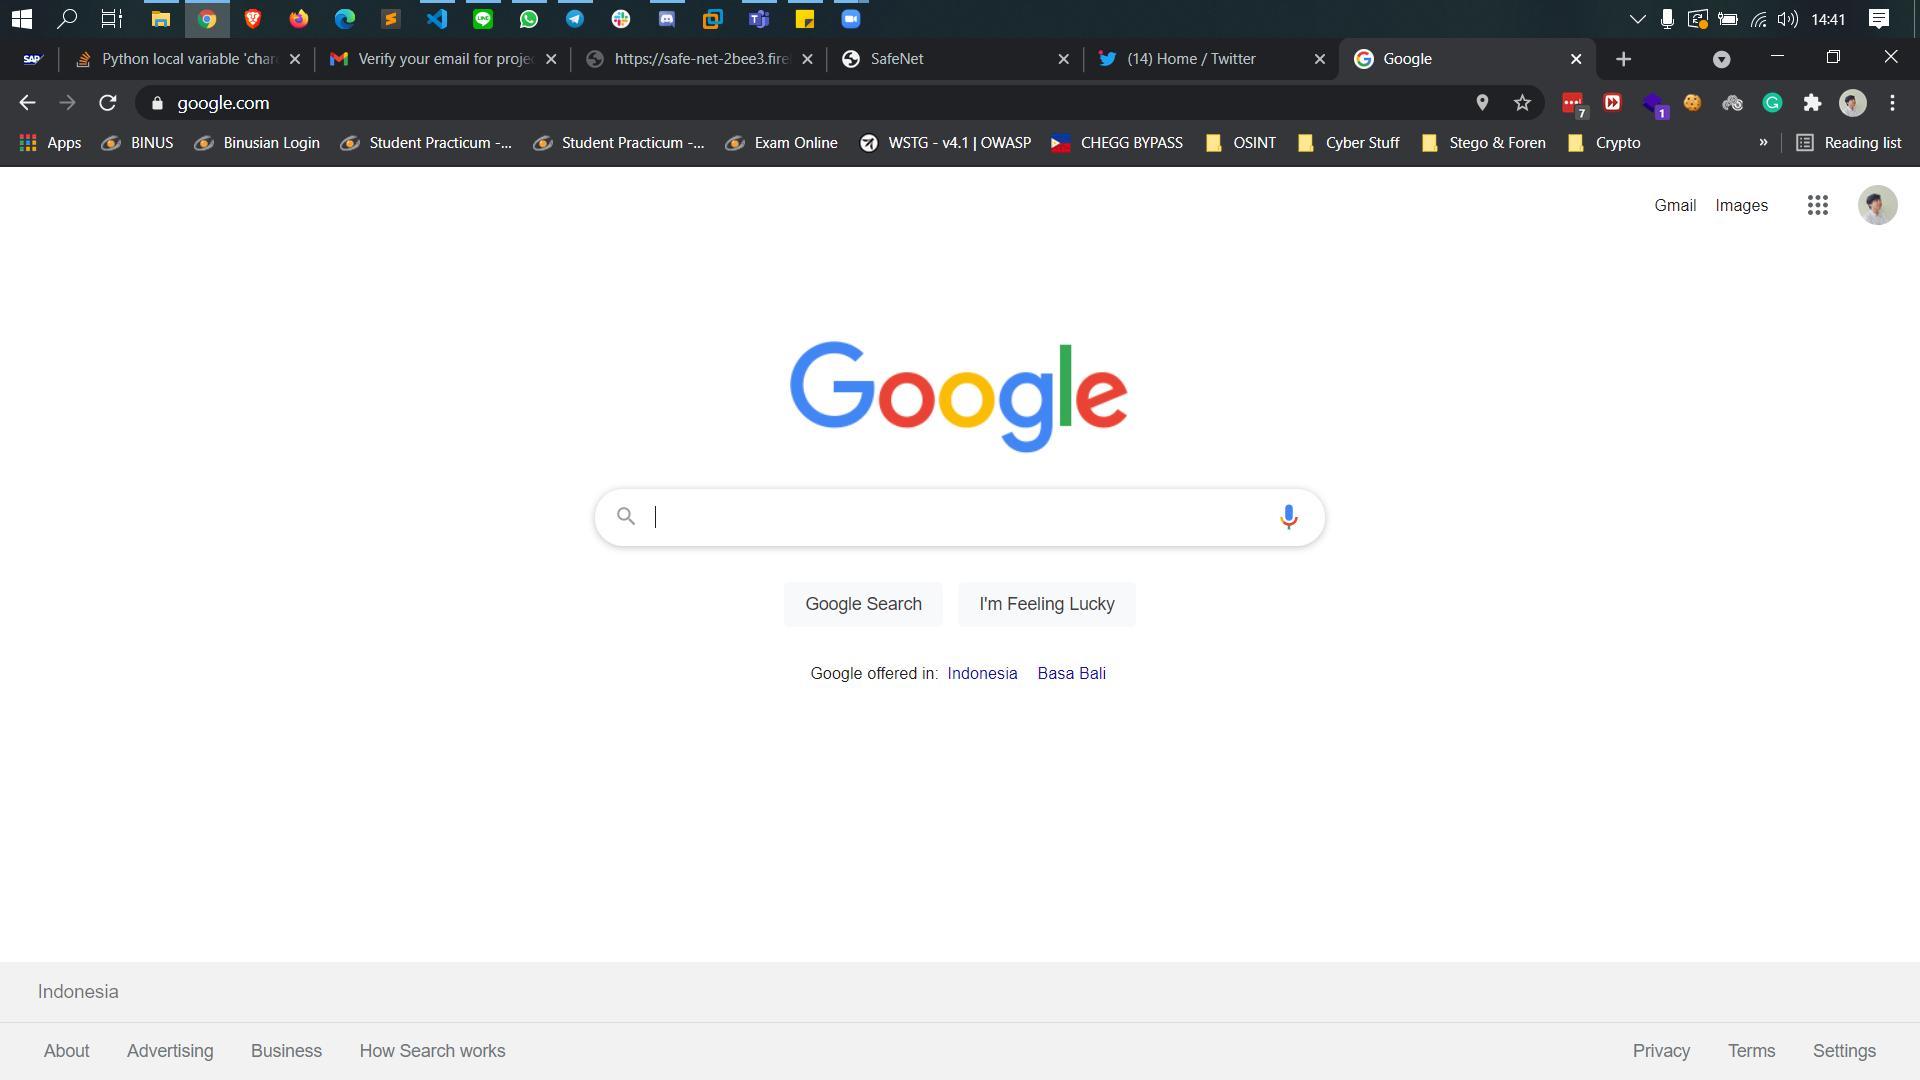 14:41
SAP Python local variable 'char Verify your email for projec https://safe-net-2bee3.fire SafeNet (14) Home / Twitter Google
google.com 7 1
Apps BINUS Binusian Login Student Practicum -... Student Practicum -... Exam Online WSTG - v4.1 | OWASP CHEGG BYPASS OSINT Cyber Stuff Stego & Foren Crypto » Reading list
Gmail Images
Google
Google Search I'm Feeling Lucky
Google offered in: Indonesia Basa Bali
Indonesia
About Advertising Business How Search works Privacy Terms Settings